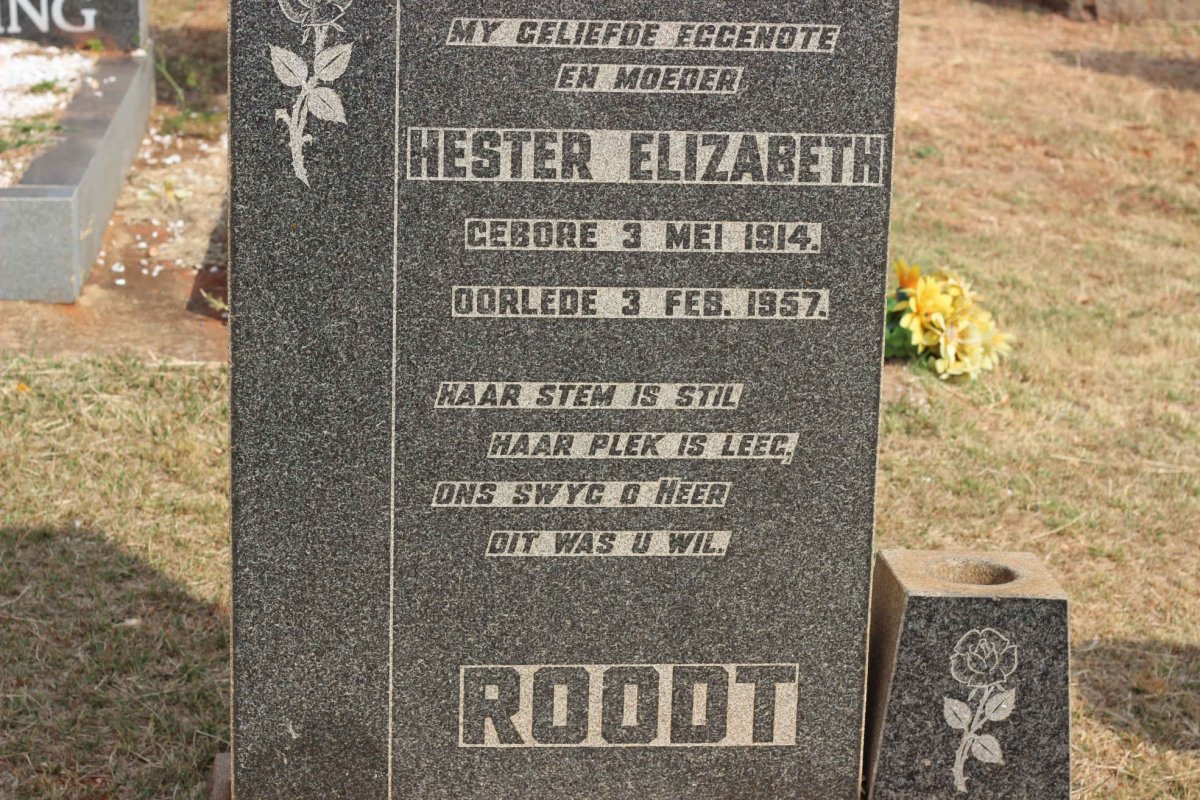 ING
MY GELIEFDE EGGENOTE
EN MOEDER
HESTER ELIZABETH
GEBORE 3 MEI 1914.
OORLEDE 3 FEB. 1957.
HAAR STEM IS STIL
HAAR PLEK IS LEEG,
ONS SWYG O HEER
DIT WAS U WIL.
ROODT